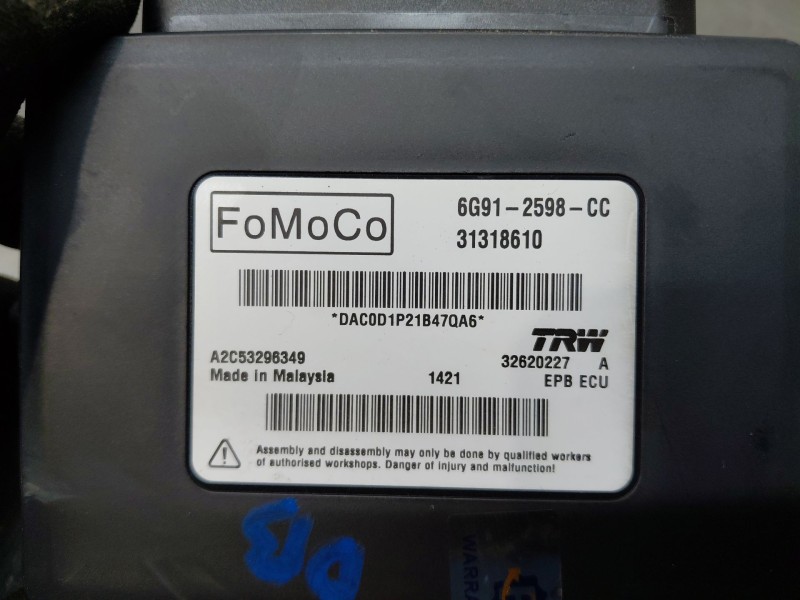 FoMoCo
6G91-2598-CC
31318610
*DAC0D1P21B47QA6*
TRW
A2C53296349
32620227 A
Made in Malaysia 1421 EPB ECU
Assembly and disassembly may only be done by qualified workers
of authorised workshops. Danger of injury and malfunction!